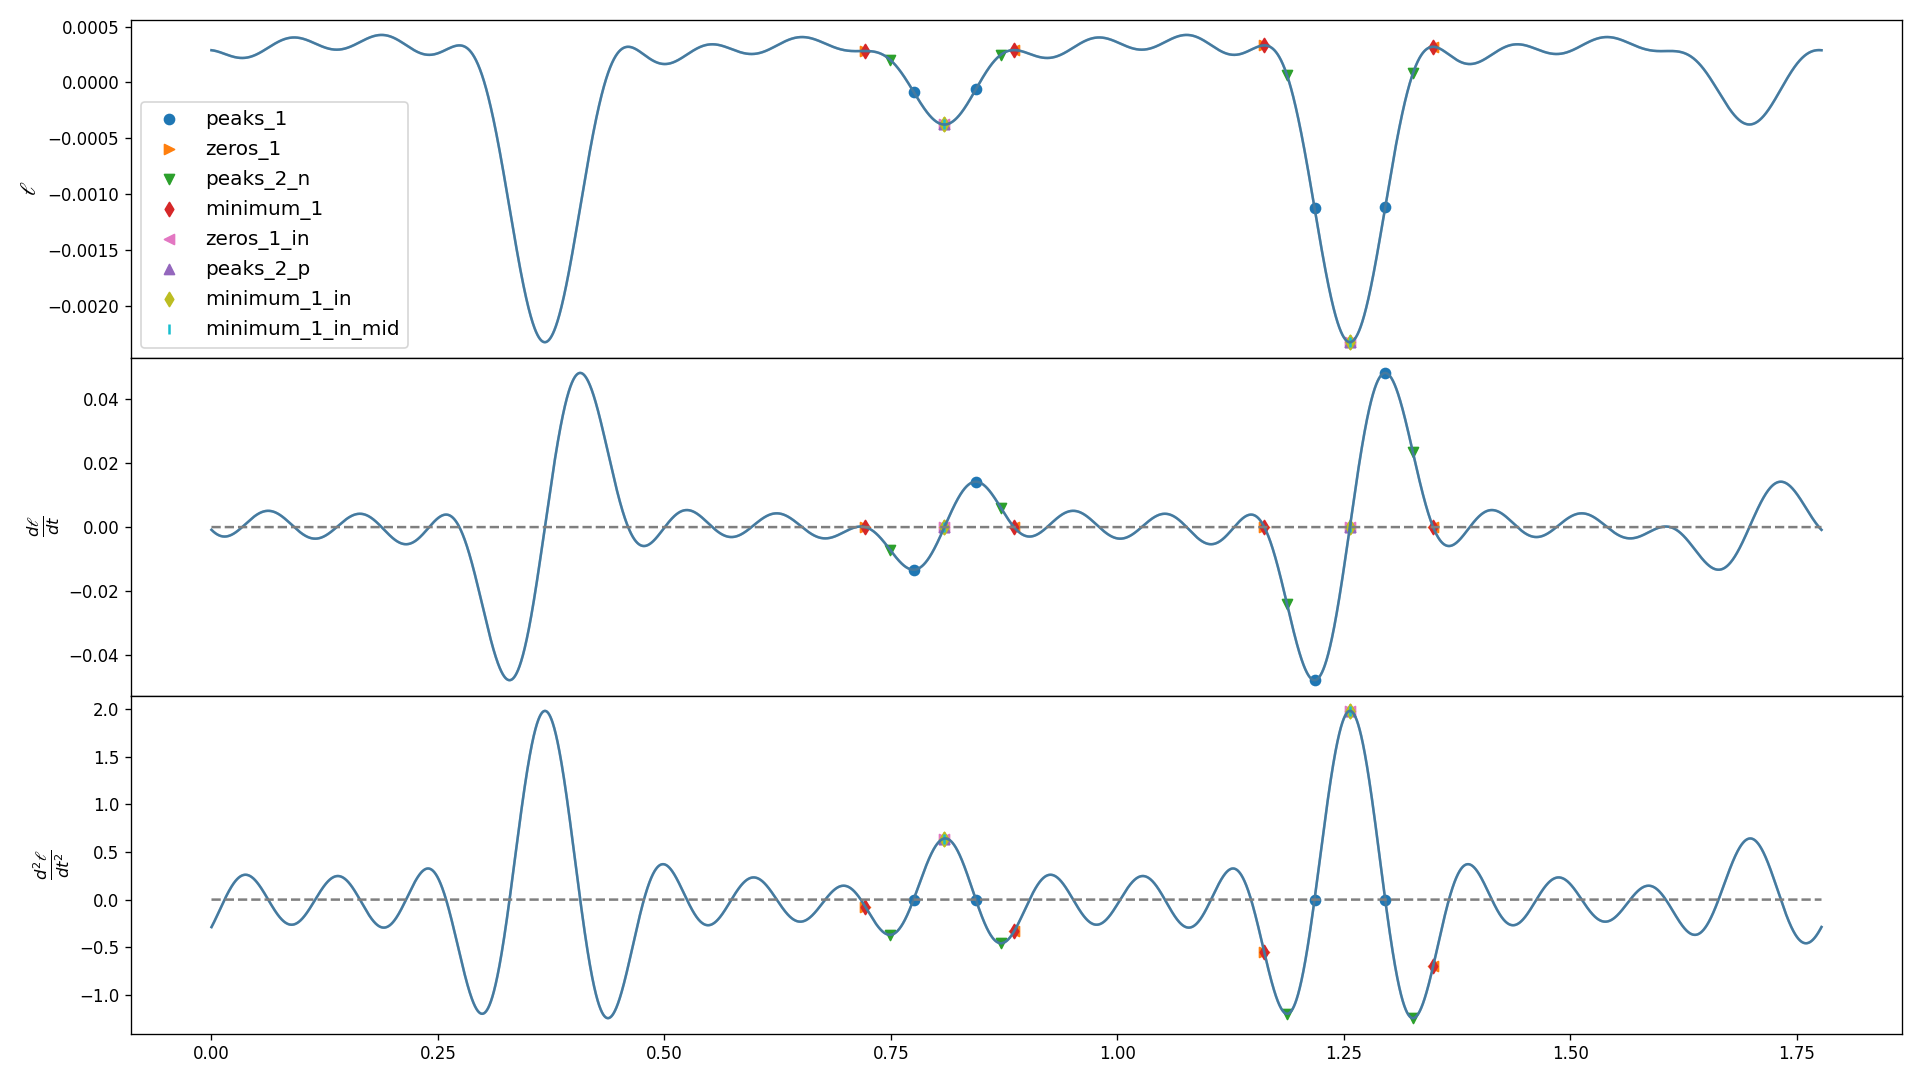 0.0005
0.0000
−0.0005
−0.0010
−0.0015
−0.0020
ℓ
peaks_1
zeros_1
peaks_2_n
minimum_1
zeros_1_in
peaks_2_p
minimum_1_in
minimum_1_in_mid
0.04
0.02
0.00
−0.02
−0.04
dℓ/dt
2.0
1.5
1.0
0.5
0.0
−0.5
−1.0
d²ℓ/dt²
0.00 0.25 0.50 0.75 1.00 1.25 1.50 1.75